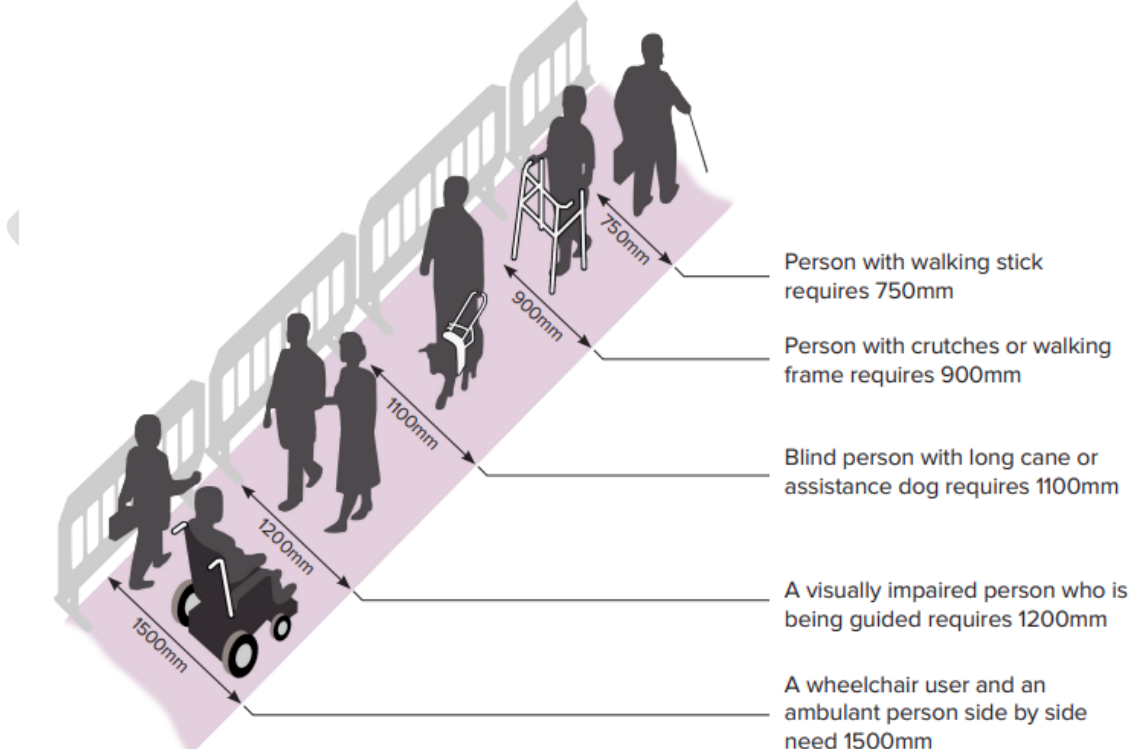 750mm
Person with walking stick
requires 750mm
900mm
Person with crutches or walking
frame requires 900mm
1100mm
Blind person with long cane or
assistance dog requires 1100mm
1200mm
A visually impaired person who is
being guided requires 1200mm
1500mm
A wheelchair user and an
ambulant person side by side
need 1500mm